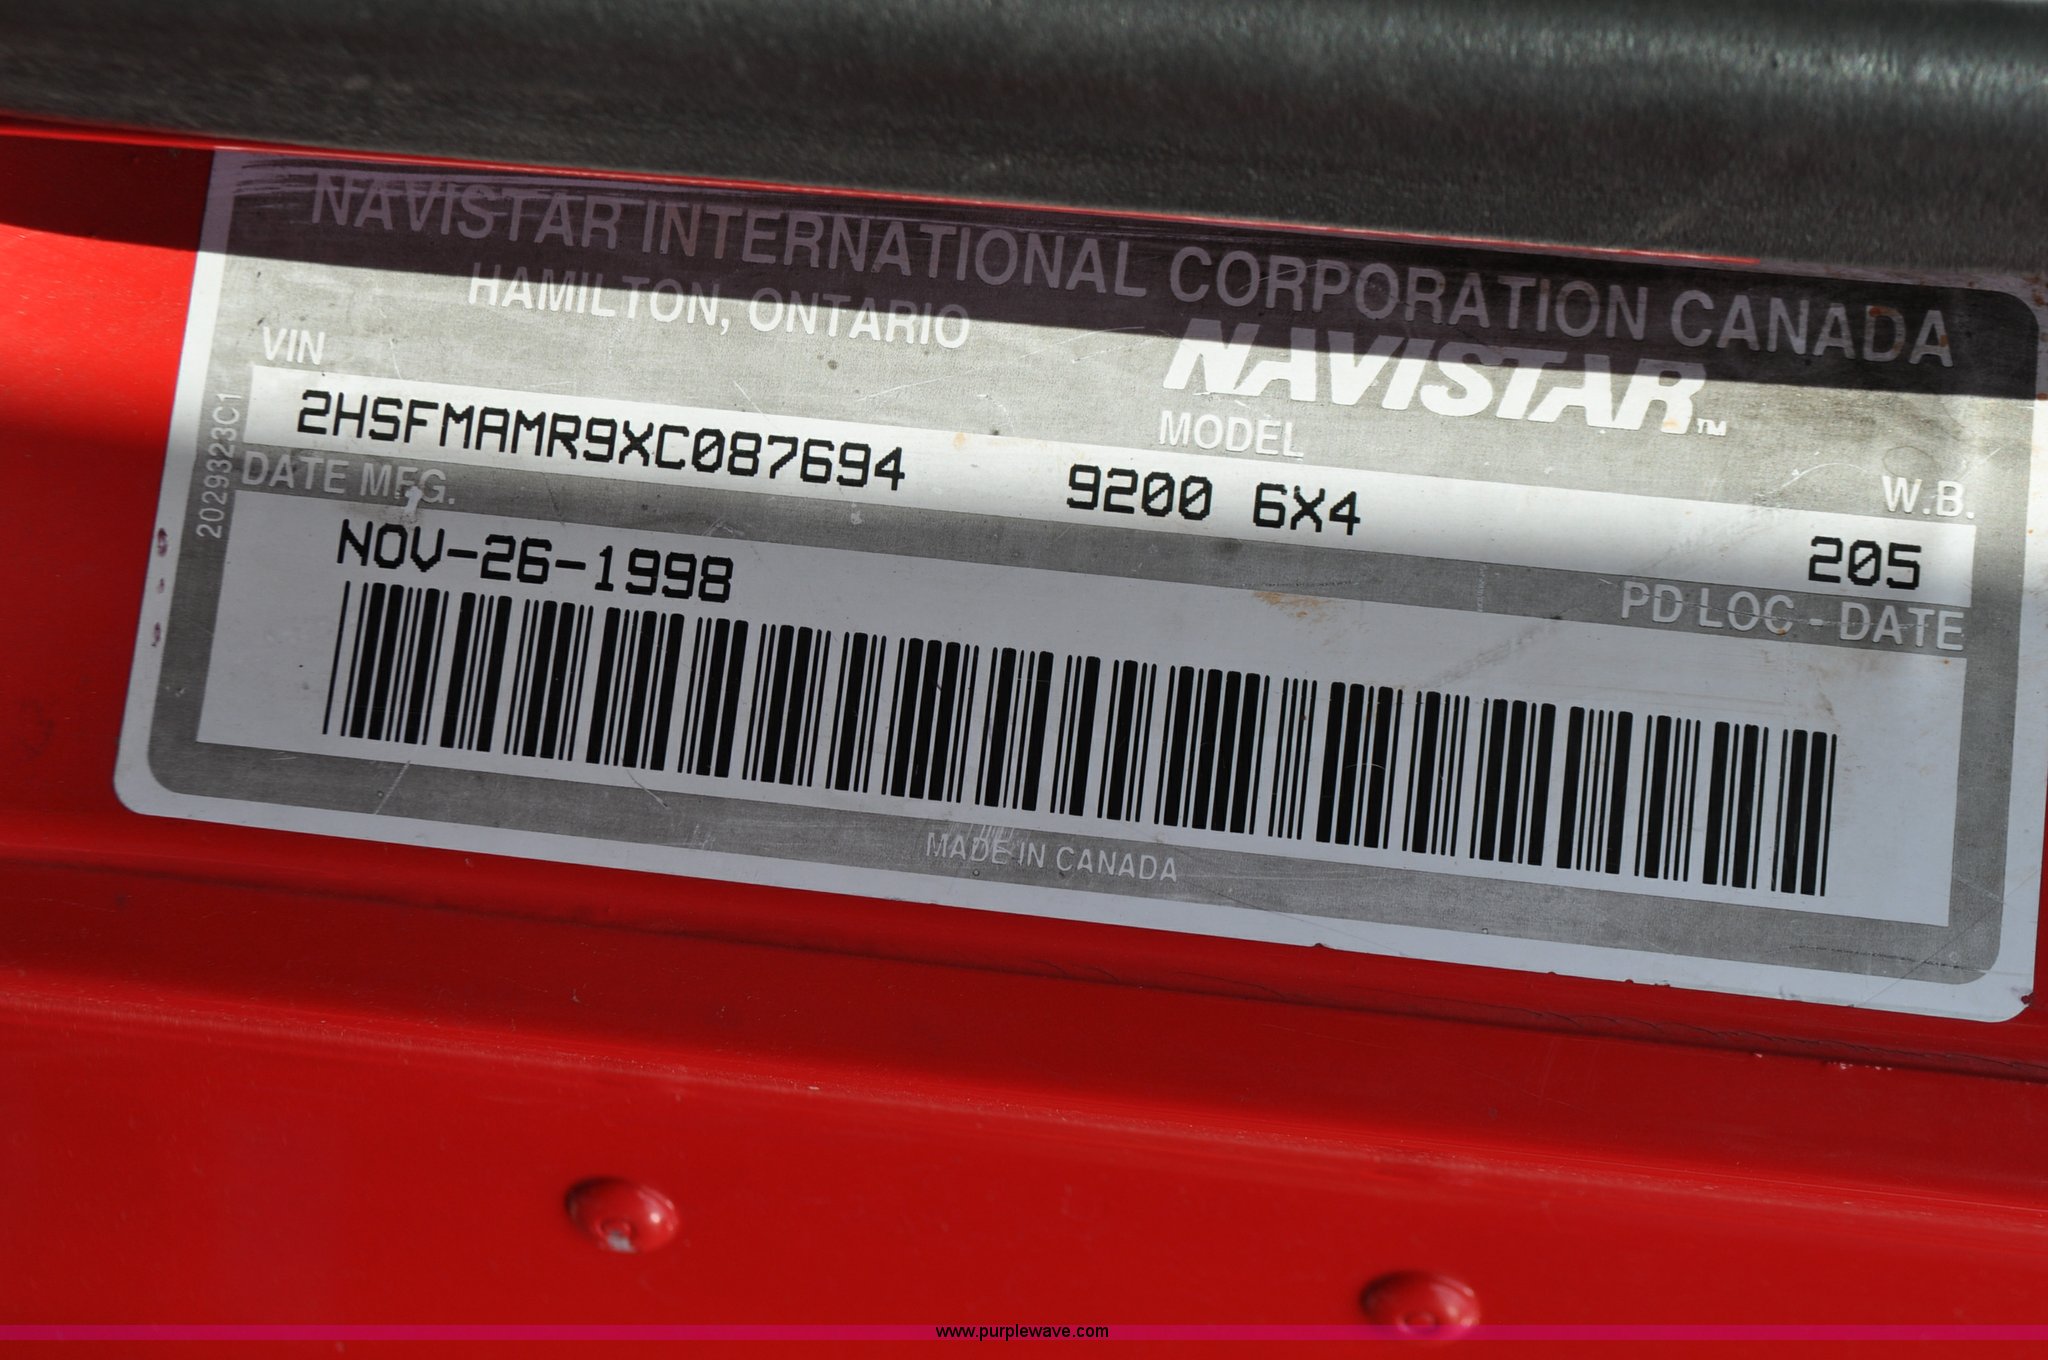 NAVISTAR INTERNATIONAL CORPORATION CANADA
HAMILTON, ONTARIO
NAVISTAR™
VIN
MODEL
W.B.
2HSFMAMR9XC087694
9200 6X4
205
DATE MFG.
PD LOC - DATE
NOV-26-1998
2029323C1
MADE IN CANADA
www.purplewave.com